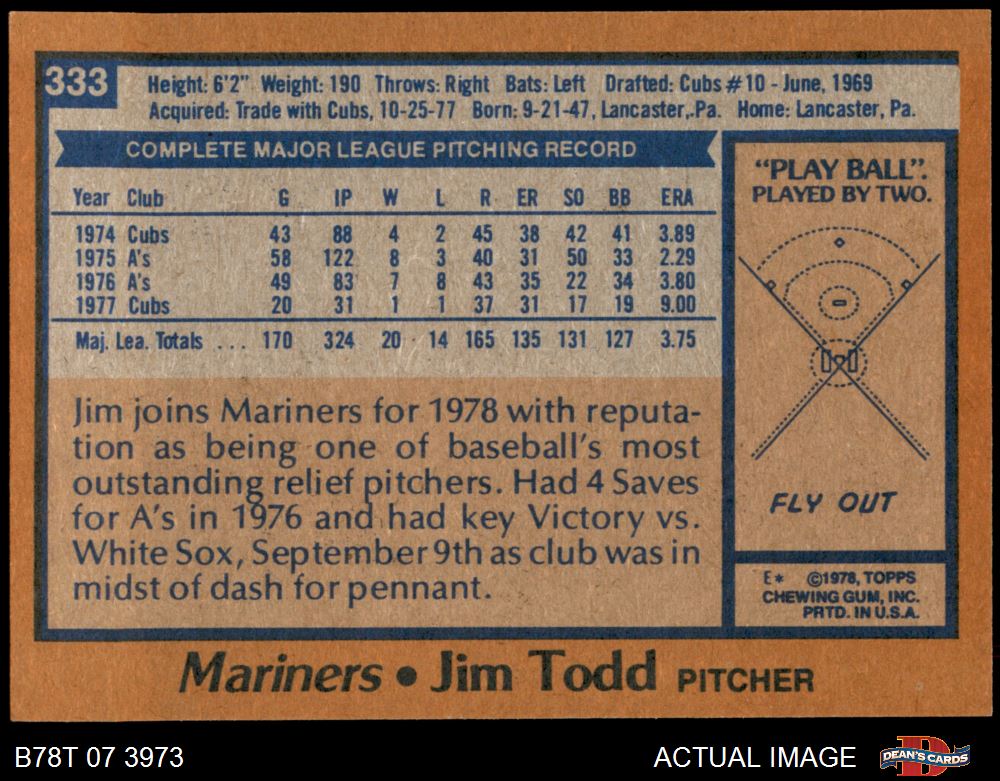 333
Height: 6'2" Weight: 190 Throws: Right Bats: Left Drafted: Cubs #10 - June, 1969
Acquired: Trade with Cubs, 10-25-77 Born: 9-21-47, Lancaster, Pa. Home: Lancaster, Pa.
COMPLETE MAJOR LEAGUE PITCHING RECORD
Year Club G IP W L R ER SO BB ERA
1974 Cubs 43 88 4 2 45 38 42 41 3.89
1975 A's 58 122 8 3 40 31 50 33 2.29
1976 A's 49 83 7 8 43 35 22 34 3.80
1977 Cubs 20 31 1 1 37 31 17 19 9.00
Maj. Lea. Totals ... 170 324 20 14 165 135 131 127 3.75
Jim joins Mariners for 1978 with reputa-
tion as being one of baseball's most
outstanding relief pitchers. Had 4 Saves
for A's in 1976 and had key Victory vs.
White Sox, September 9th as club was in
midst of dash for pennant.
"PLAY BALL".
PLAYED BY TWO.
FLY OUT
E* ©1978, TOPPS
CHEWING GUM, INC.
PRTD. IN U.S.A.
Mariners • Jim Todd PITCHER
B78T 07 3973
ACTUAL IMAGE
DEAN'S CARDS